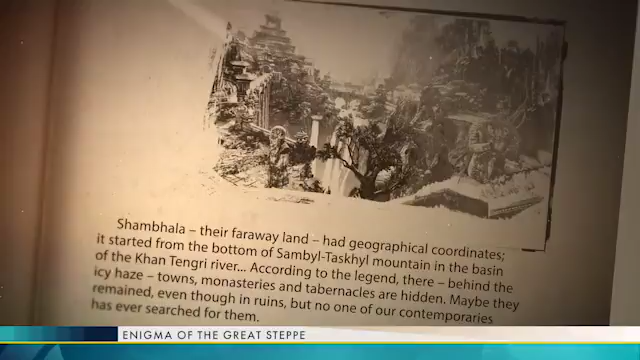 Shambhala – their faraway land – had geographical coordinates;
it started from the bottom of Sambyl-Taskhyl mountain in the basin
of the Khan Tengri river... According to the legend, there – behind the
icy haze – towns, monasteries and tabernacles are hidden. Maybe they
remained, even though in ruins, but no one of our contemporaries
has ever searched for them.
ENIGMA OF THE GREAT STEPPE